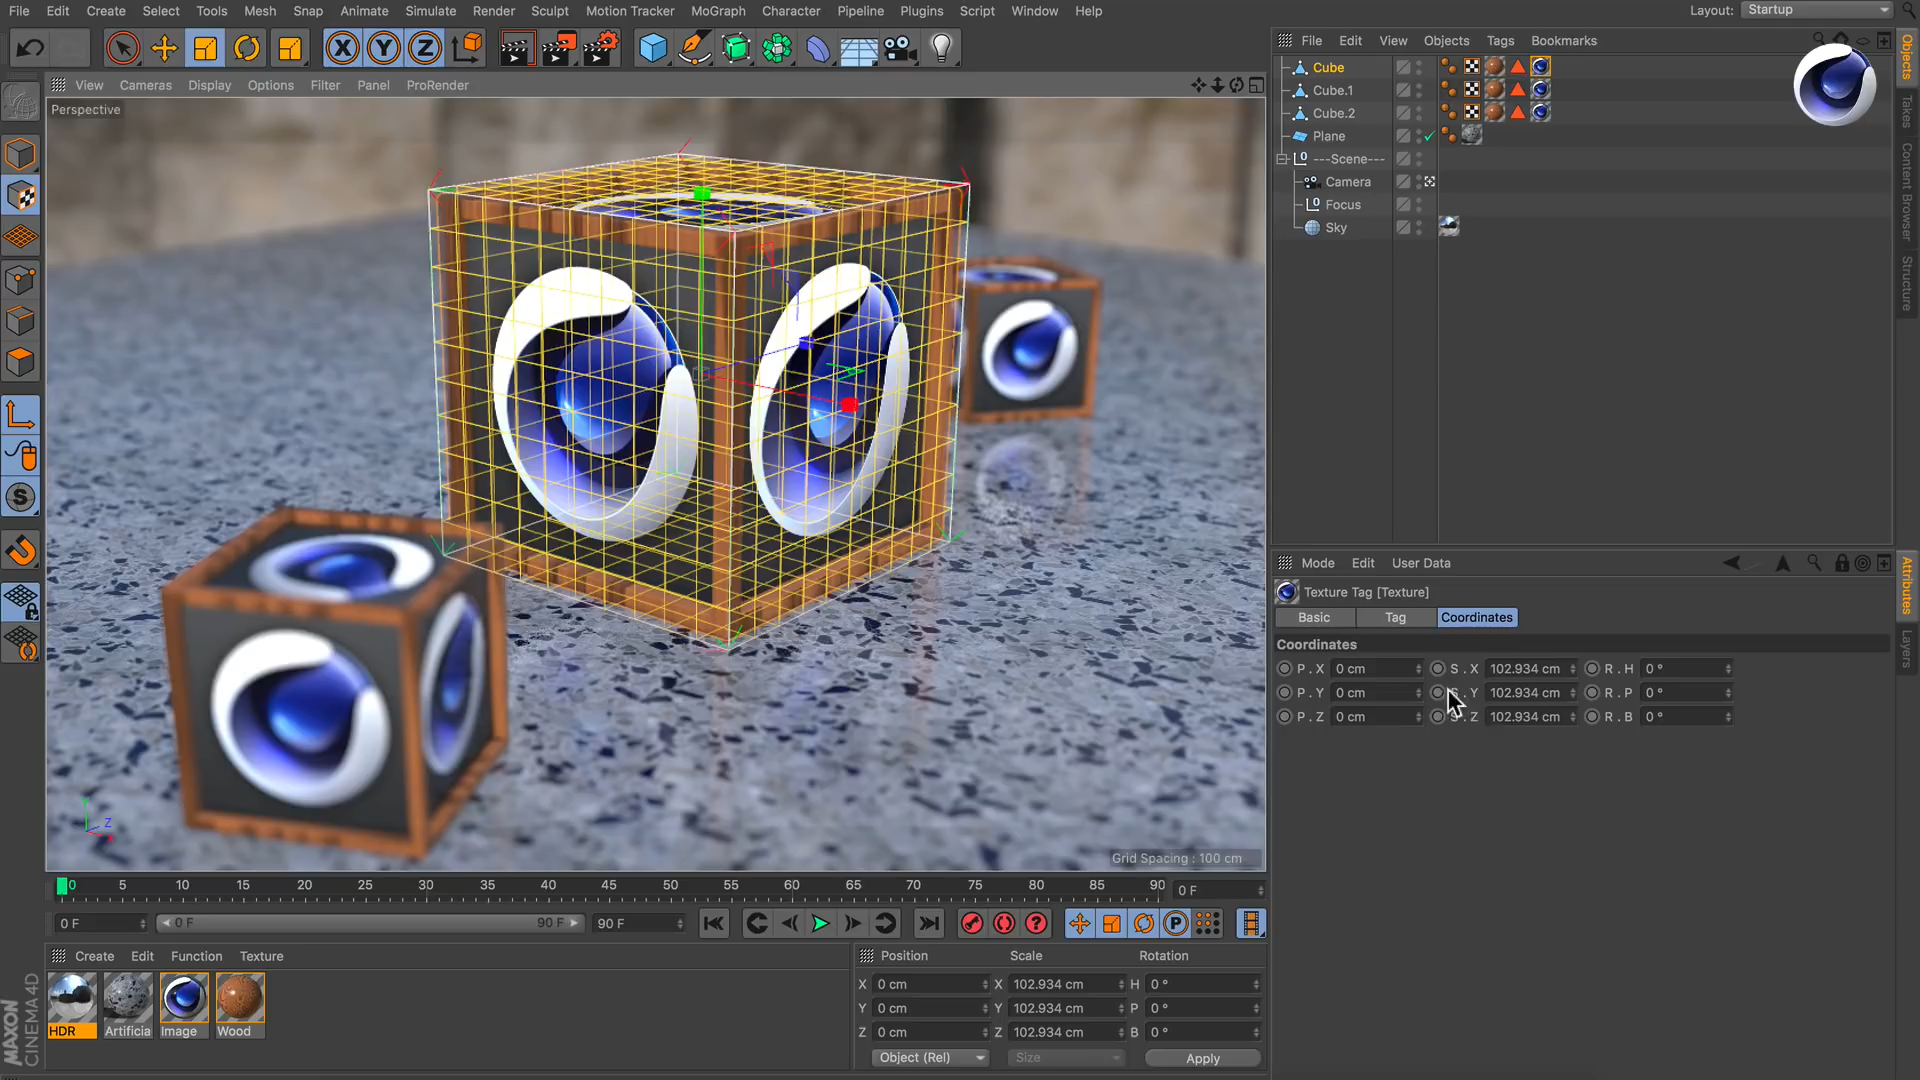 File Edit Create Select Tools Mesh Snap Animate Simulate Render Sculpt Motion Tracker MoGraph Character Pipeline Plugins Script Window Help
Layout: Startup
File Edit View Objects Tags Bookmarks
Cube
Cube.1
Cube.2
Plane
---Scene---
Camera
Focus
Sky
Objects
Takes
Content Browser
Structure
X Y Z
View Cameras Display Options Filter Panel ProRender
Perspective
Y
Z
Grid Spacing : 100 cm
S
Mode Edit User Data
Texture Tag [Texture]
Basic Tag Coordinates
Coordinates
P . X 0 cm S . X 102.934 cm R . H 0 °
P . Y 0 cm S . Y 102.934 cm R . P 0 °
P . Z 0 cm S . Z 102.934 cm R . B 0 °
Attributes
Layers
0 5 10 15 20 25 30 35 40 45 50 55 60 65 70 75 80 85 90 0 F
0 F 0 F 90 F 90 F
P
Create Edit Function Texture
HDR Artificia Image Wood
Position Scale Rotation
X 0 cm X 102.934 cm H 0 °
Y 0 cm Y 102.934 cm P 0 °
Z 0 cm Z 102.934 cm B 0 °
Object (Rel) Size Apply
MAXON
CINEMA 4D